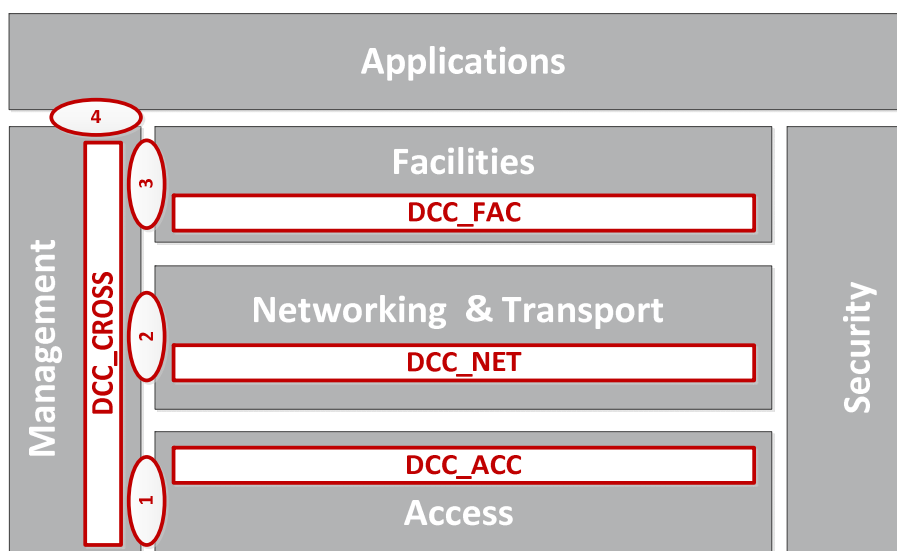 Applications
4
Management
DCC_CROSS
3
Facilities
DCC_FAC
2
Networking & Transport
DCC_NET
1
DCC_ACC
Access
Security